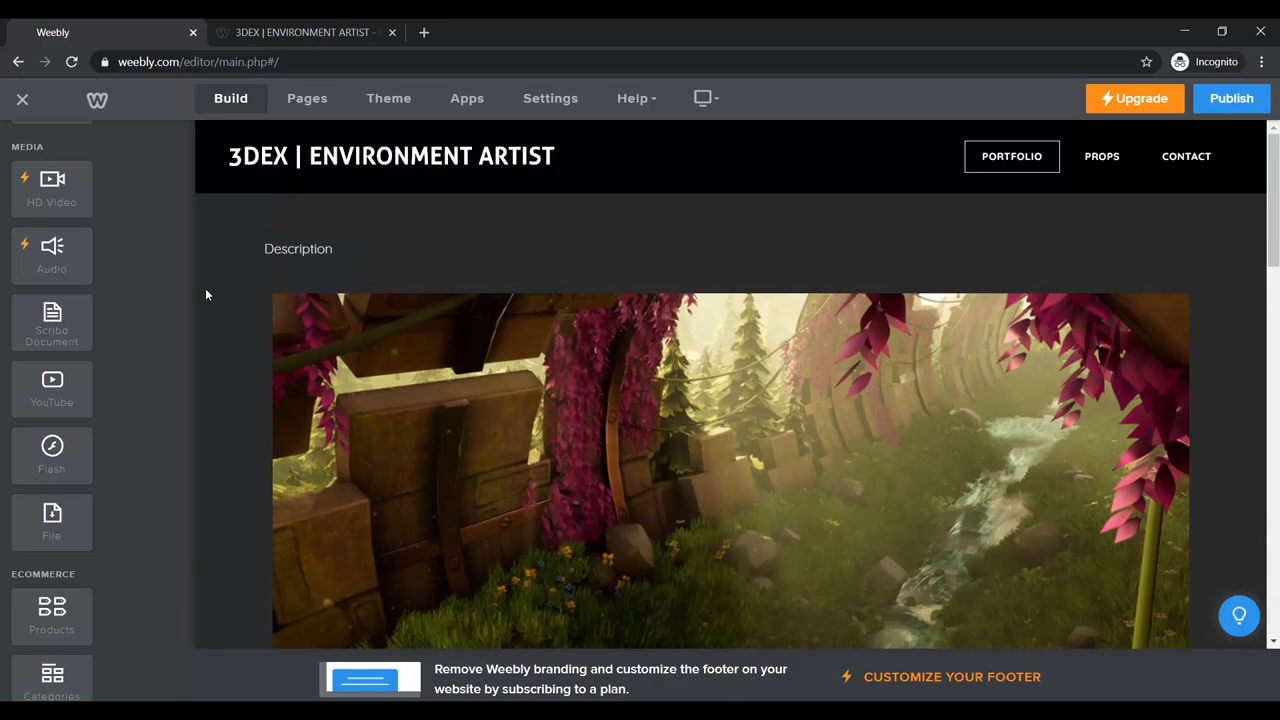 Weebly
3DEX | ENVIRONMENT ARTIST -
weebly.com/editor/main.php#/
Incognito
Build
Pages
Theme
Apps
Settings
Help
Upgrade
Publish
MEDIA
HD Video
Audio
Scribd
Document
YouTube
Flash
File
ECOMMERCE
Products
Categories
3DEX | ENVIRONMENT ARTIST
PORTFOLIO
PROPS
CONTACT
Description
Remove Weebly branding and customize the footer on your
website by subscribing to a plan.
CUSTOMIZE YOUR FOOTER